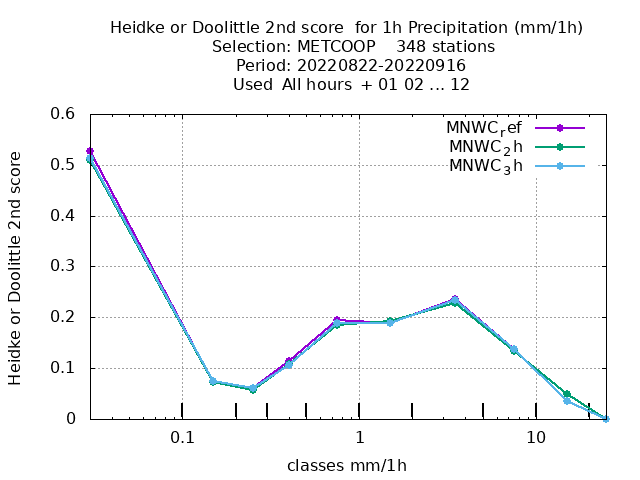 Heidke or Doolittle 2nd score  for 1h Precipitation (mm/1h)
Selection: METCOOP    348 stations
Period: 20220822-20220916
Used  All hours  + 01 02 ... 12
Heidke or Doolittle 2nd score
0.6
0.5
0.4
0.3
0.2
0.1
0
MNWC_ref
MNWC_2h
MNWC_3h
0.1 1 10
classes mm/1h